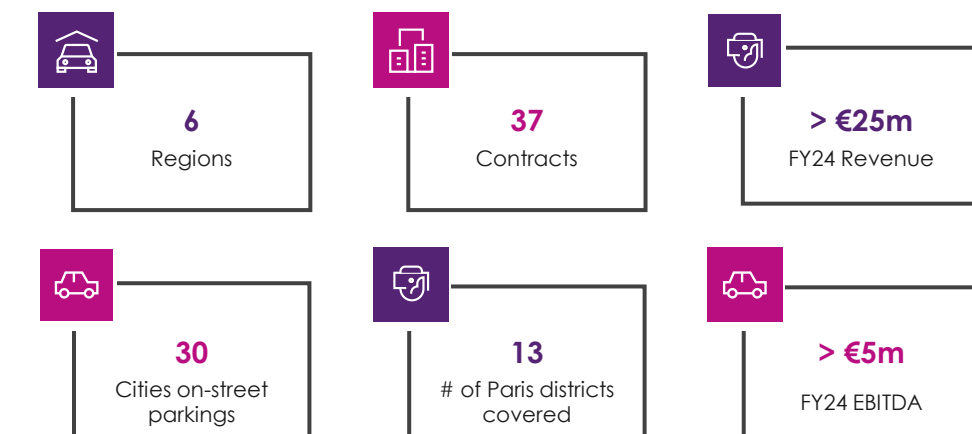 6
Regions
37
Contracts
> €25m
FY24 Revenue
30
Cities on-street
parkings
13
# of Paris districts
covered
> €5m
FY24 EBITDA